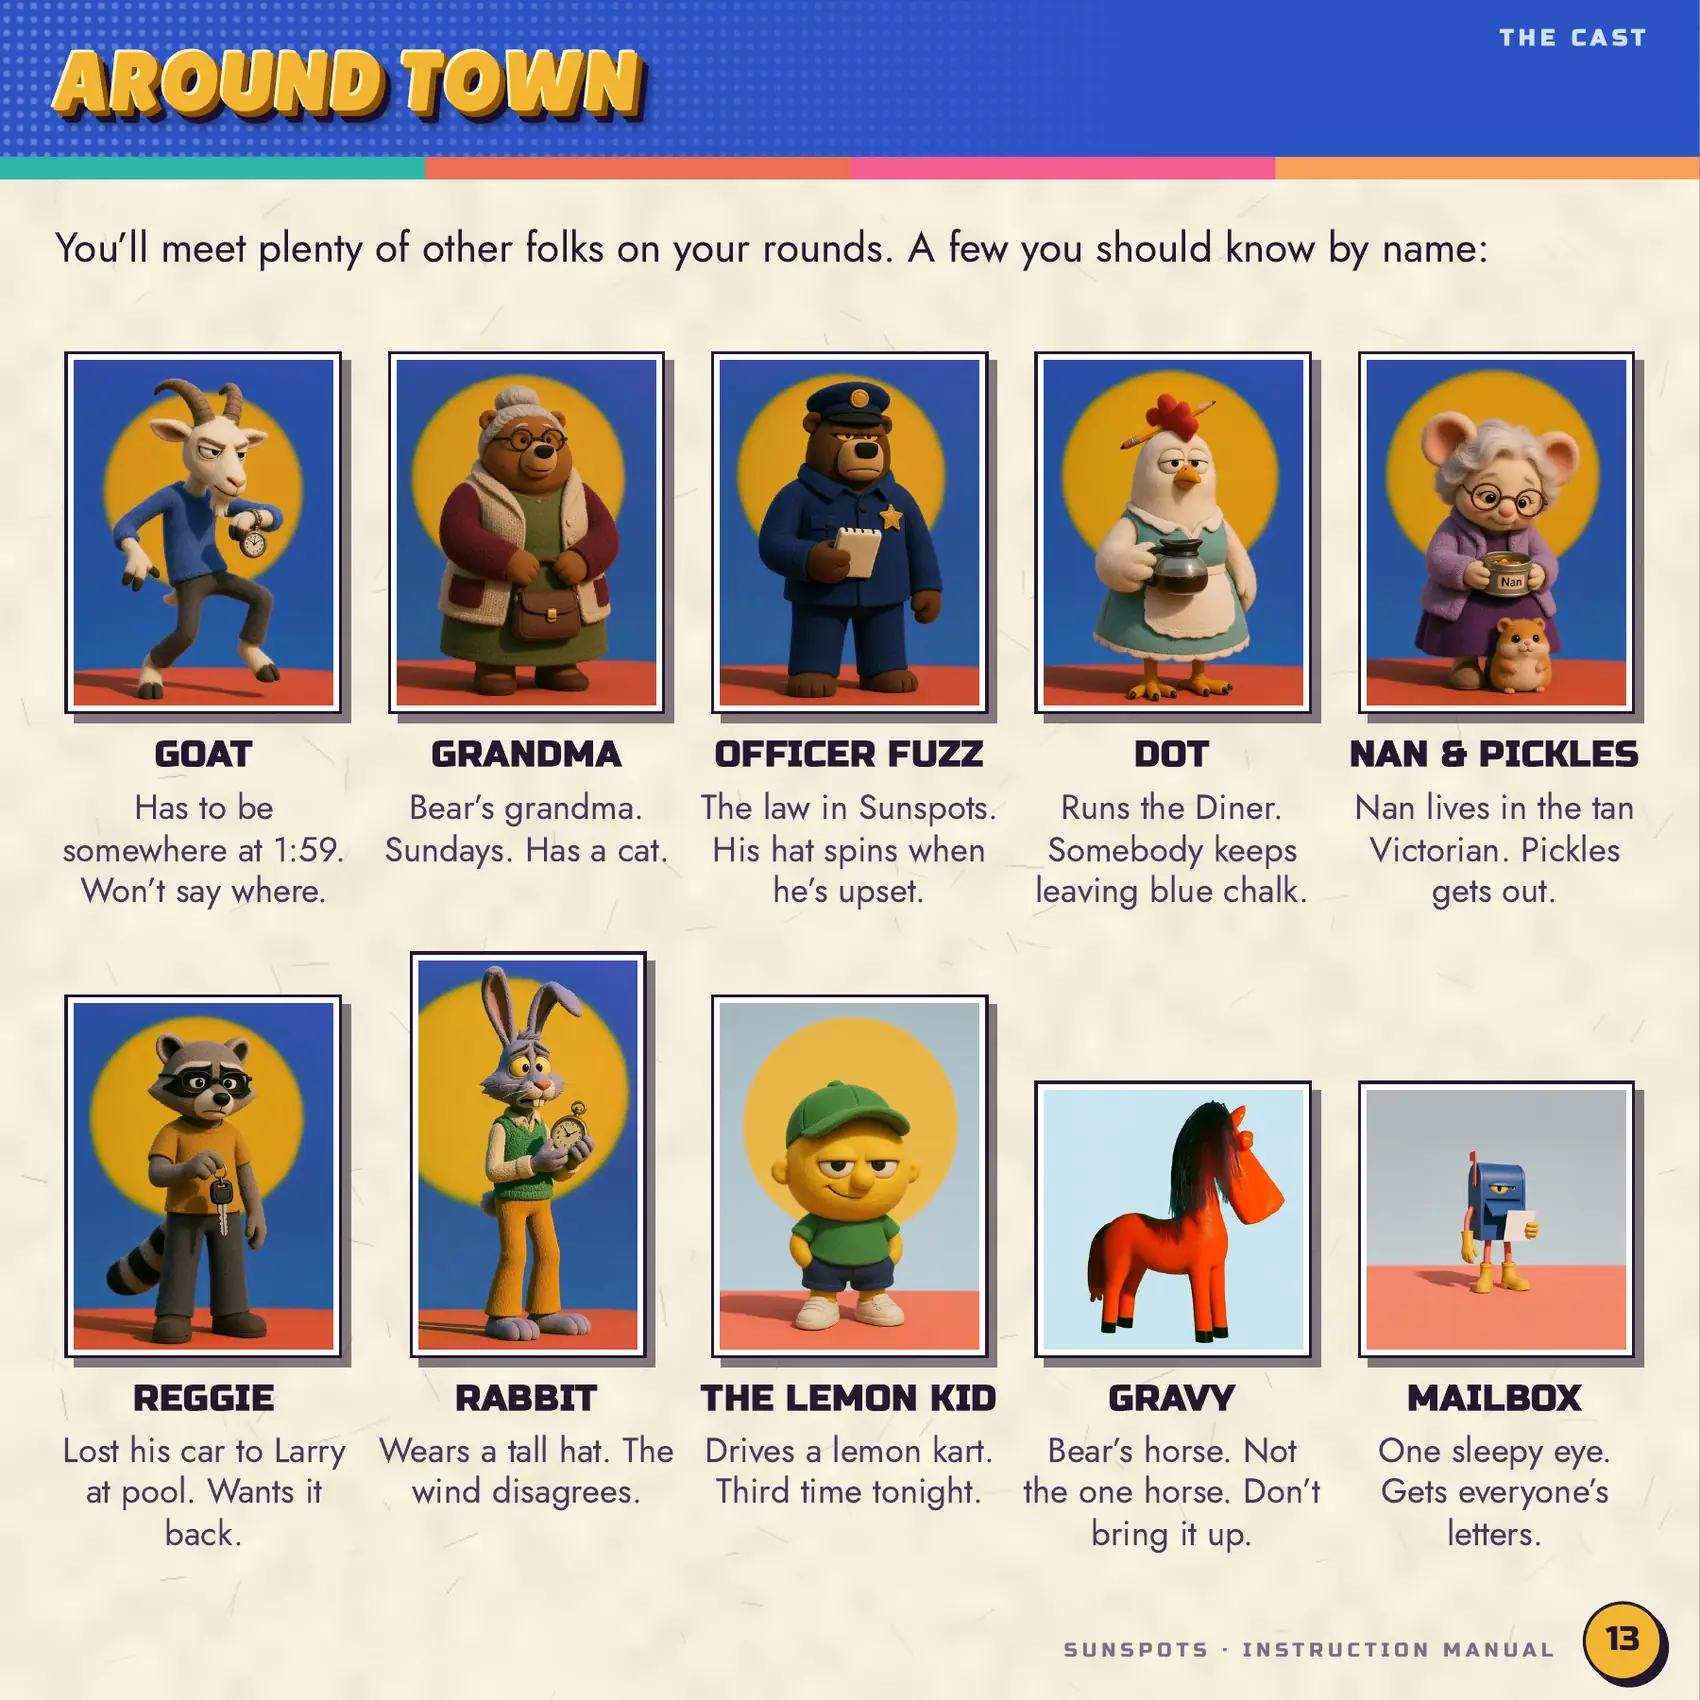 AROUND TOWN
THE CAST
You'll meet plenty of other folks on your rounds. A few you should know by name:
Nan
GOAT
Has to be
somewhere at 1:59.
Won't say where.
GRANDMA
Bear's grandma.
Sundays. Has a cat.
OFFICER FUZZ
The law in Sunspots.
His hat spins when
he's upset.
DOT
Runs the Diner.
Somebody keeps
leaving blue chalk.
NAN & PICKLES
Nan lives in the tan
Victorian. Pickles
gets out.
REGGIE
Lost his car to Larry
at pool. Wants it
back.
RABBIT
Wears a tall hat. The
wind disagrees.
THE LEMON KID
Drives a lemon kart.
Third time tonight.
GRAVY
Bear's horse. Not
the one horse. Don't
bring it up.
MAILBOX
One sleepy eye.
Gets everyone's
letters.
SUNSPOTS · INSTRUCTION MANUAL
13